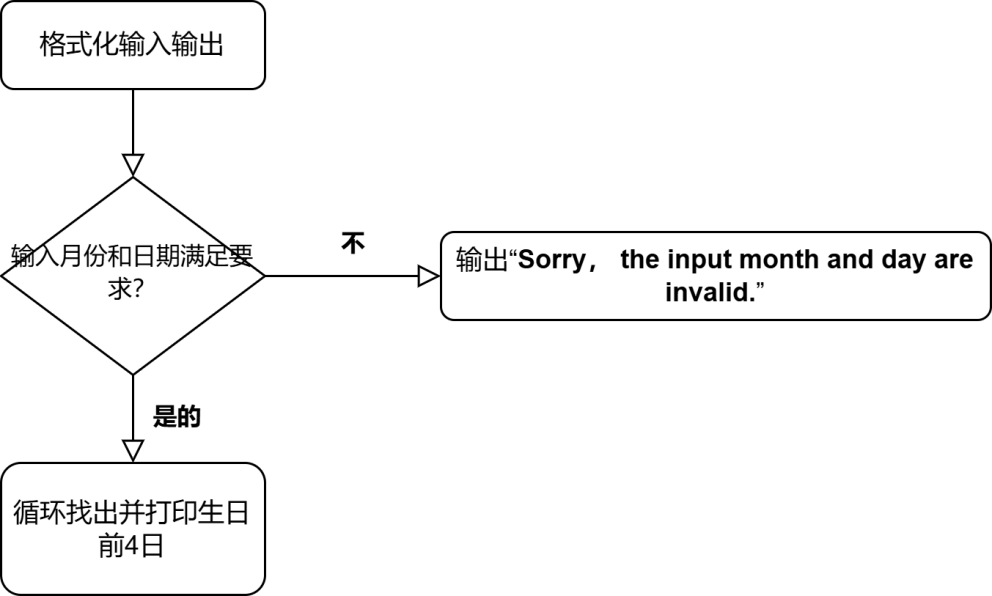 格式化输入输出
输入月份和日期满足要
求?
不
输出“Sorry， the input month and day are
invalid.”
是的
循环找出并打印生日
前4日